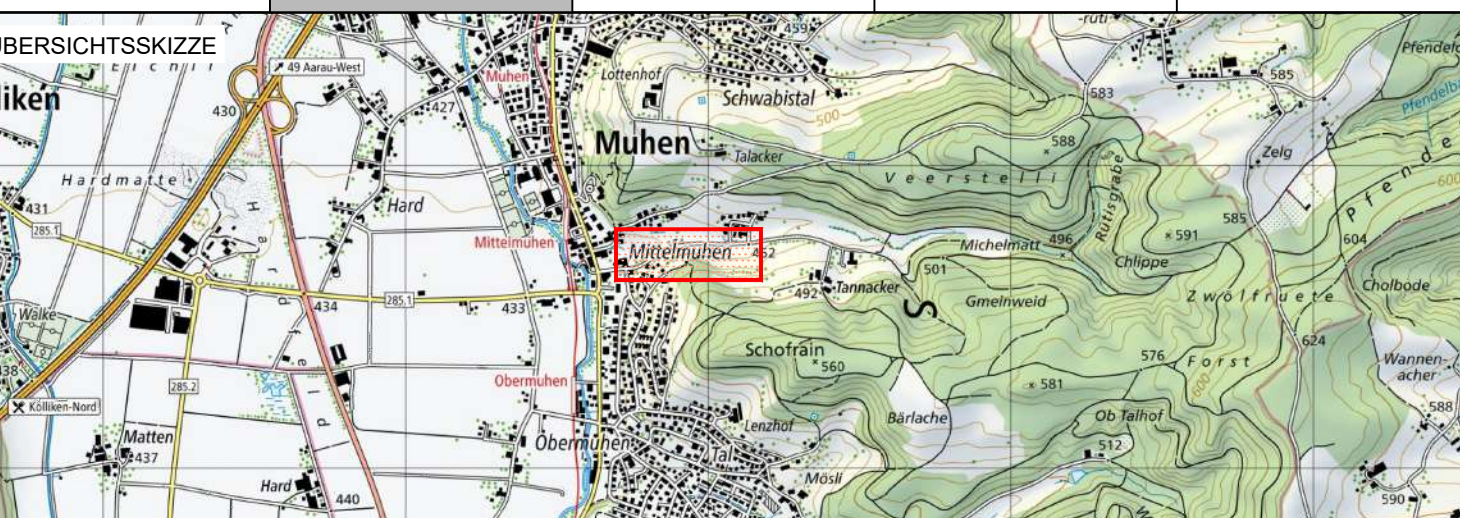 ÜBERSICHTSSKIZZE
459
-rüti
Pfendel
49 Aarau-West
Lottenhof
Muhen
585
583
Schwabistal
500
427
430
Muhen
588
Talacker
Zelg
Hardmatte
Veerstelli
Rütisgrabe
Pfende
600
431
285.1
Hard
585
591
604
Mittelmuhen
Mittelmuhen
Michelmatt
496
Chlippe
501
492
Tannacker
S
Gmeinweid
Zwölfruete
Cholbode
434
285.1
433
Hardfeld
Walke
Schofrain
560
624
576
Forst
600
Wannen-
acher
438
285.2
Obermuhen
581
Kölliken-Nord
Bärlache
Ob Talhof
588
Lenzhof
Matten
437
Obermuhen
Tal
512
Mösli
Hard
440
590